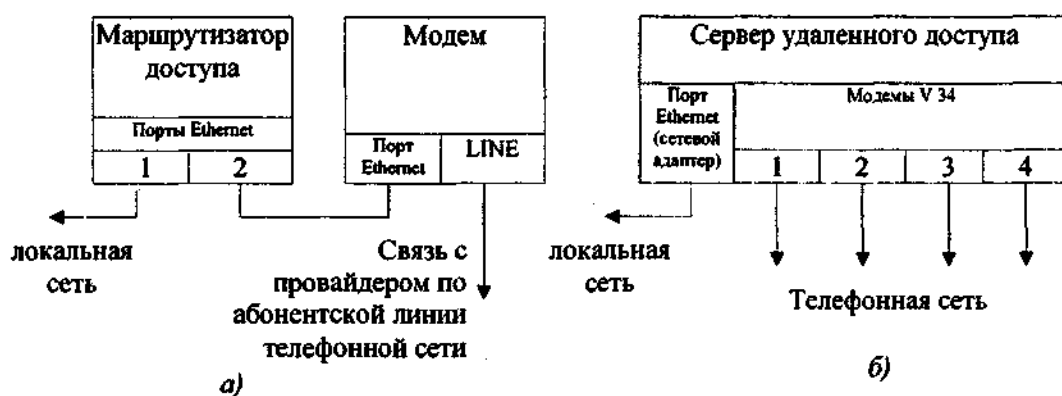 Маршрутизатор
доступа
Порты Ethernet
1
2
локальная
сеть
Модем
Порт
Ethernet
LINE
Связь с
провайдером по
абонентской линии
телефонной сети
а)
Сервер удаленного доступа
Порт
Ethernet
(сетевой
адаптер)
Модемы V 34
1
2
3
4
локальная
сеть
Телефонная сеть
б)